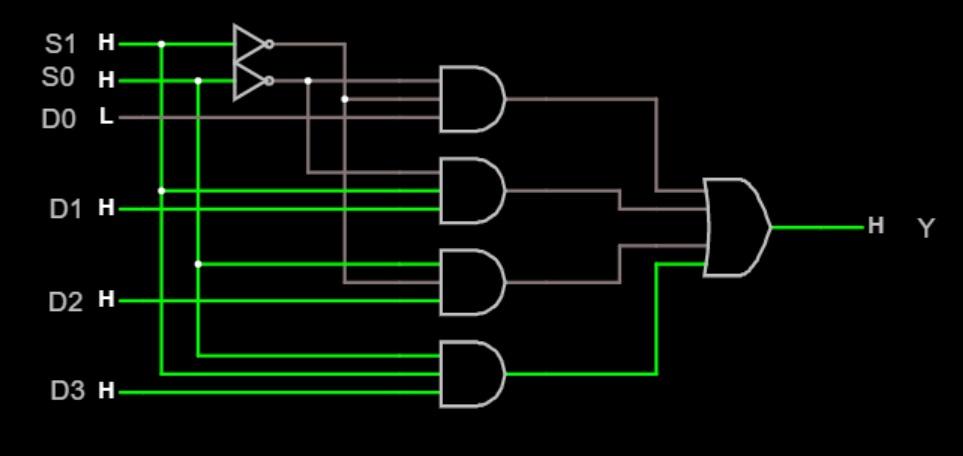 S1 H
S0 H
D0 L
D1 H
H Y
D2 H
D3 H